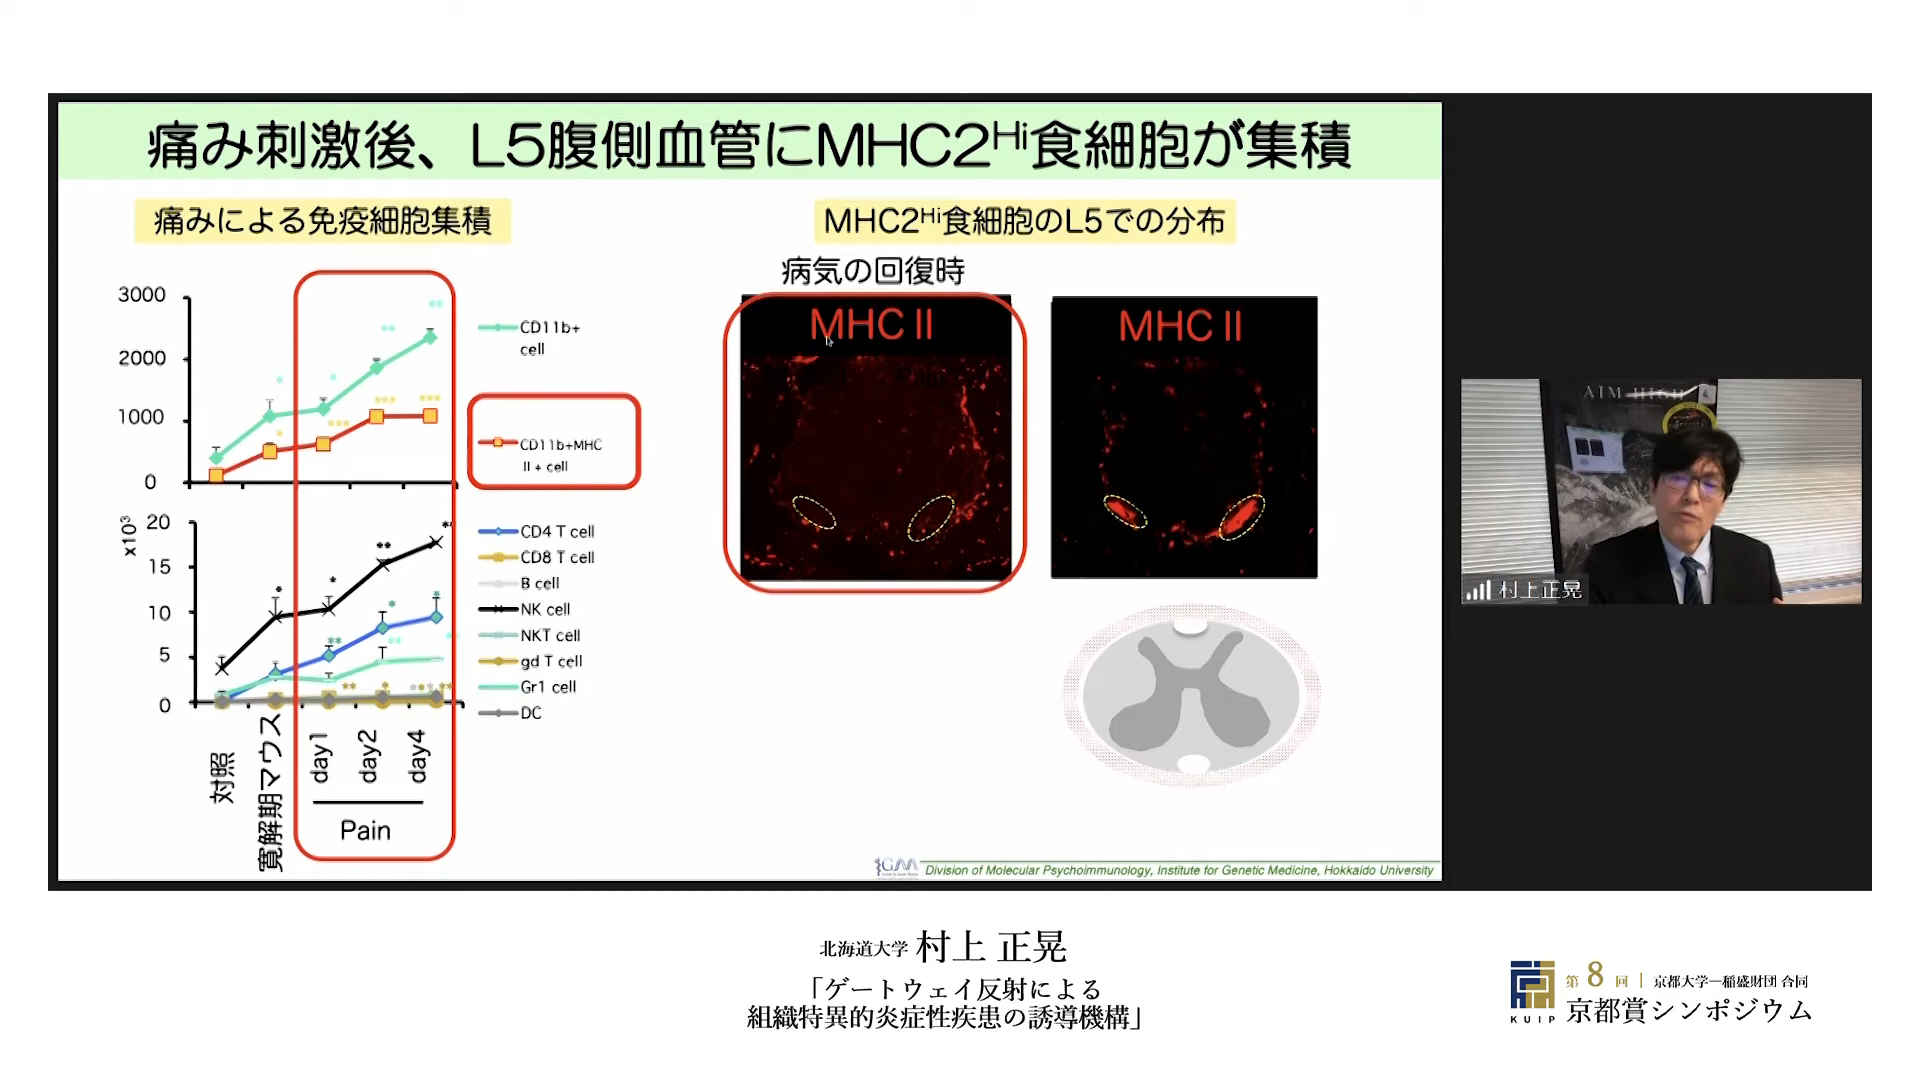 痛み刺激後、L5腹側血管にMHC2Hi食細胞が集積
痛みによる免疫細胞集積
MHC2Hi食細胞のL5での分布
病気の回復時
MHC II
MHC II
3000
2000
1000
0
CD11b+
cell
CD11b+MHC
II + cell
x10³
20
15
10
5
0
CD4 T cell
CD8 T cell
B cell
NK cell
NKT cell
gd T cell
Gr1 cell
DC
対照
寛解期マウス
day1
day2
day4
Pain
IGM
Division of Molecular Psychoimmunology, Institute for Genetic Medicine, Hokkaido University
AIM HIGH
村上正晃
北海道大学 村上 正晃
「ゲートウェイ反射による
組織特異的炎症性疾患の誘導機構」
KUIP
第8回 | 京都大学—稲盛財団 合同
京都賞シンポジウム